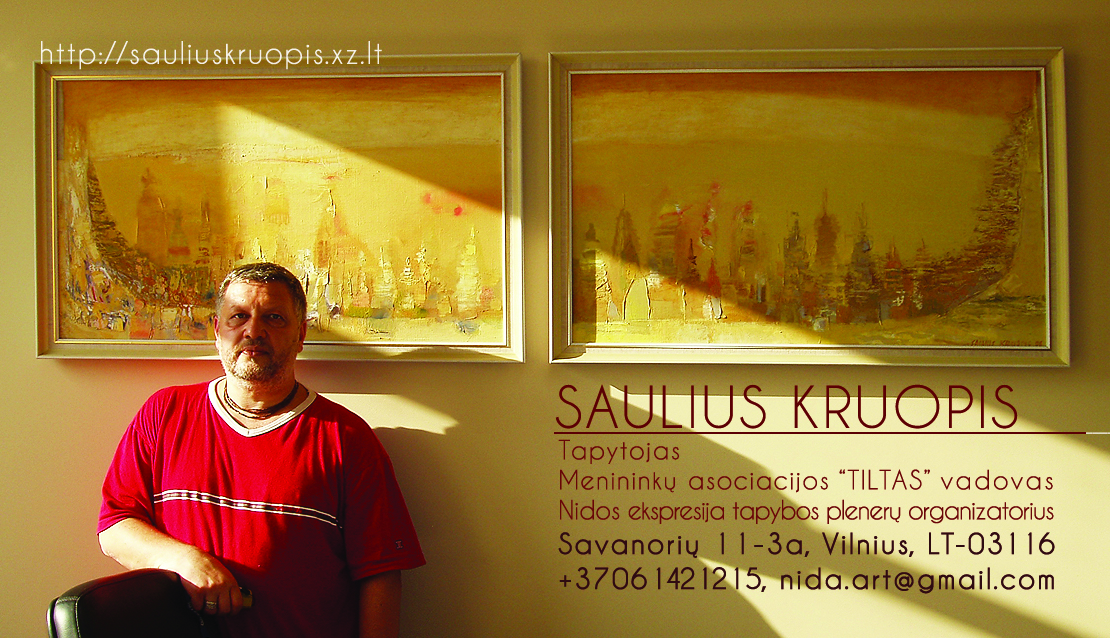 http://sauliuskruopis.xz.lt
SAULIUS KRUOPIS
Tapytojas
Menininkų asociacijos “TILTAS” vadovas
Nidos ekspresija tapybos plenerų organizatorius
Savanorių 11-3a, Vilnius, LT-03116
+37061421215, nida.art@gmail.com